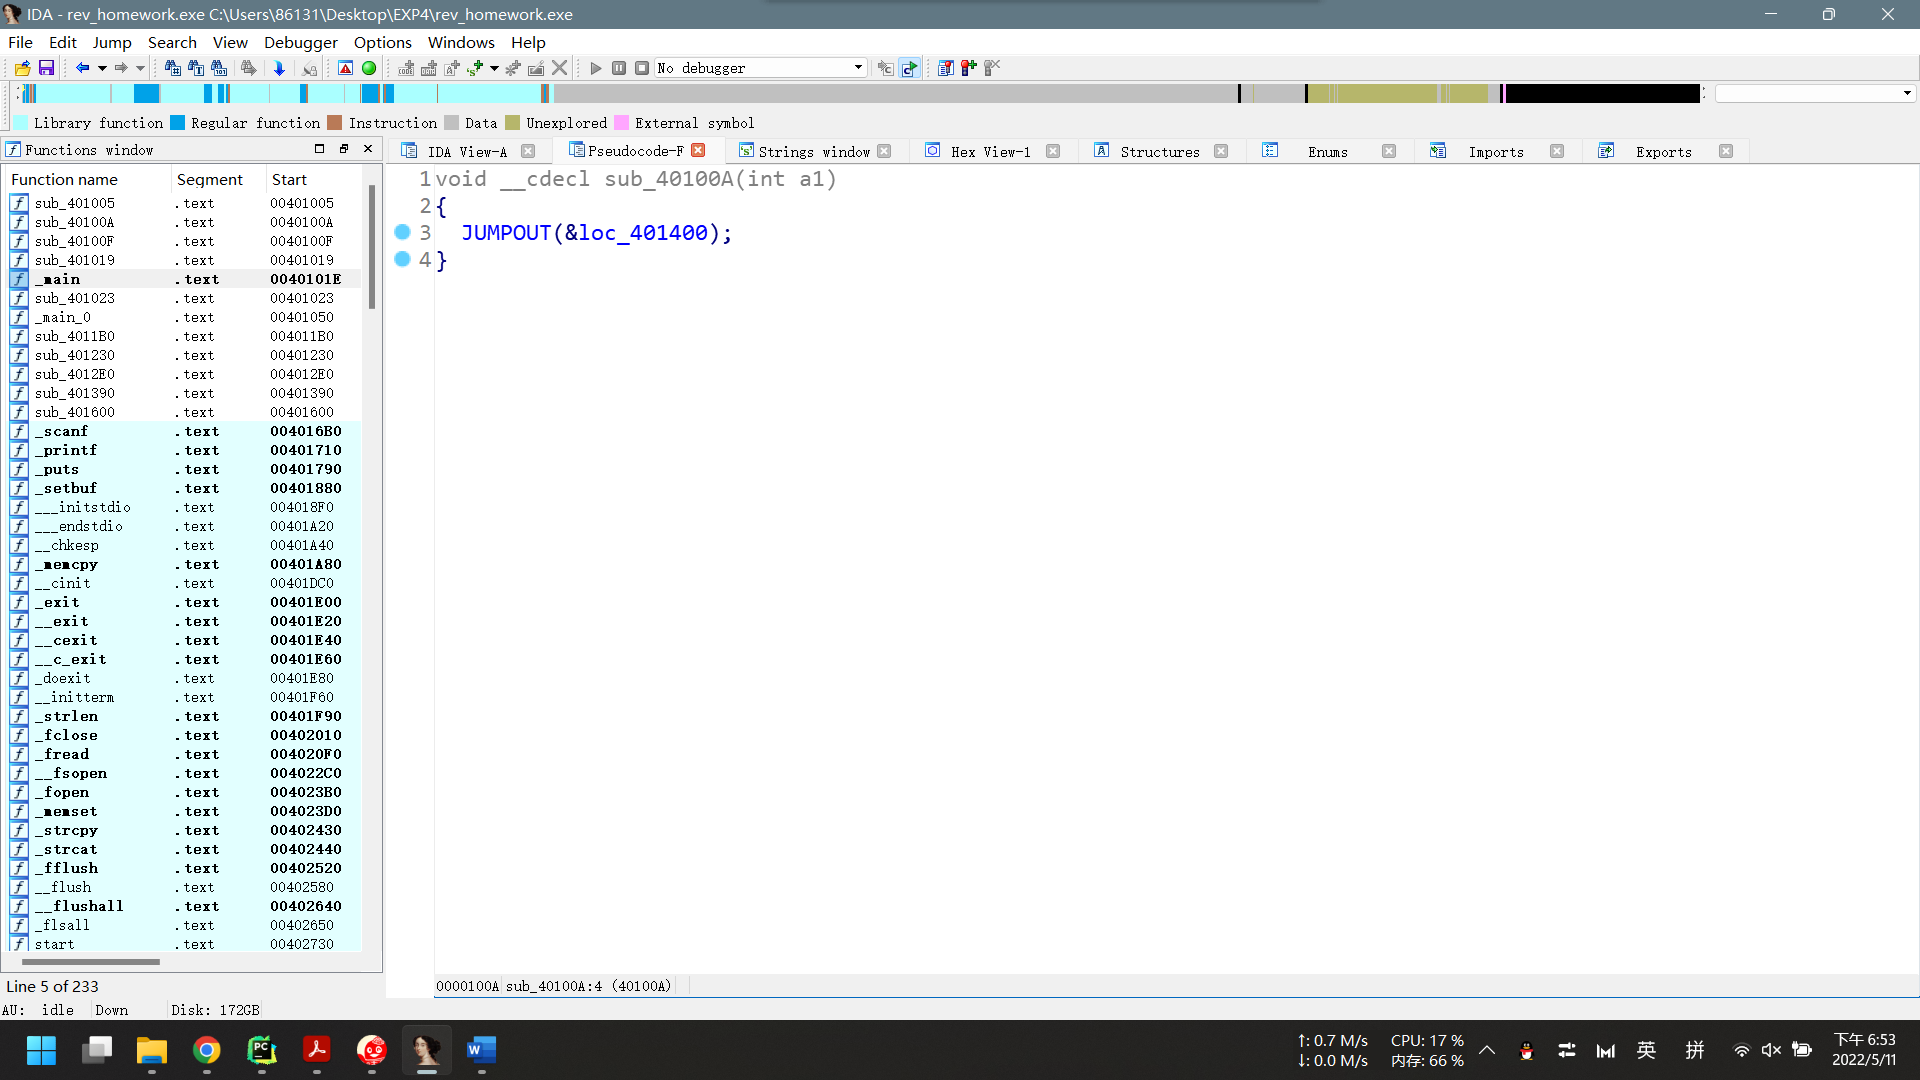 IDA - rev_homework.exe C:\Users\86131\Desktop\EXP4\rev_homework.exe
File Edit Jump Search View Debugger Options Windows Help
No debugger
Library function Regular function Instruction Data Unexplored External symbol
Functions window
IDA View-A Pseudocode-F Strings window Hex View-1 Structures Enums Imports Exports
Function name Segment Start
sub_401005 .text 00401005
sub_40100A .text 0040100A
sub_40100F .text 0040100F
sub_401019 .text 00401019
_main .text 0040101E
sub_401023 .text 00401023
_main_0 .text 00401050
sub_4011B0 .text 004011B0
sub_401230 .text 00401230
sub_4012E0 .text 004012E0
sub_401390 .text 00401390
sub_401600 .text 00401600
_scanf .text 004016B0
_printf .text 00401710
_puts .text 00401790
_setbuf .text 00401880
___initstdio .text 004018F0
___endstdio .text 00401A20
__chkesp .text 00401A40
_memcpy .text 00401A80
__cinit .text 00401DC0
_exit .text 00401E00
__exit .text 00401E20
__cexit .text 00401E40
__c_exit .text 00401E60
_doexit .text 00401E80
__initterm .text 00401F60
_strlen .text 00401F90
_fclose .text 00402010
_fread .text 004020F0
__fsopen .text 004022C0
_fopen .text 004023B0
_memset .text 004023D0
_strcpy .text 00402430
_strcat .text 00402440
_fflush .text 00402520
__flush .text 00402580
__flushall .text 00402640
_flsall .text 00402650
start .text 00402730
Line 5 of 233
1 void __cdecl sub_40100A(int a1)
2 {
3 JUMPOUT(&loc_401400);
4 }
0000100A sub_40100A:4 (40100A)
AU: idle Down Disk: 172GB
↑: 0.7 M/s CPU: 17 %
↓: 0.0 M/s 内存: 66 %
英 拼
下午 6:53
2022/5/11